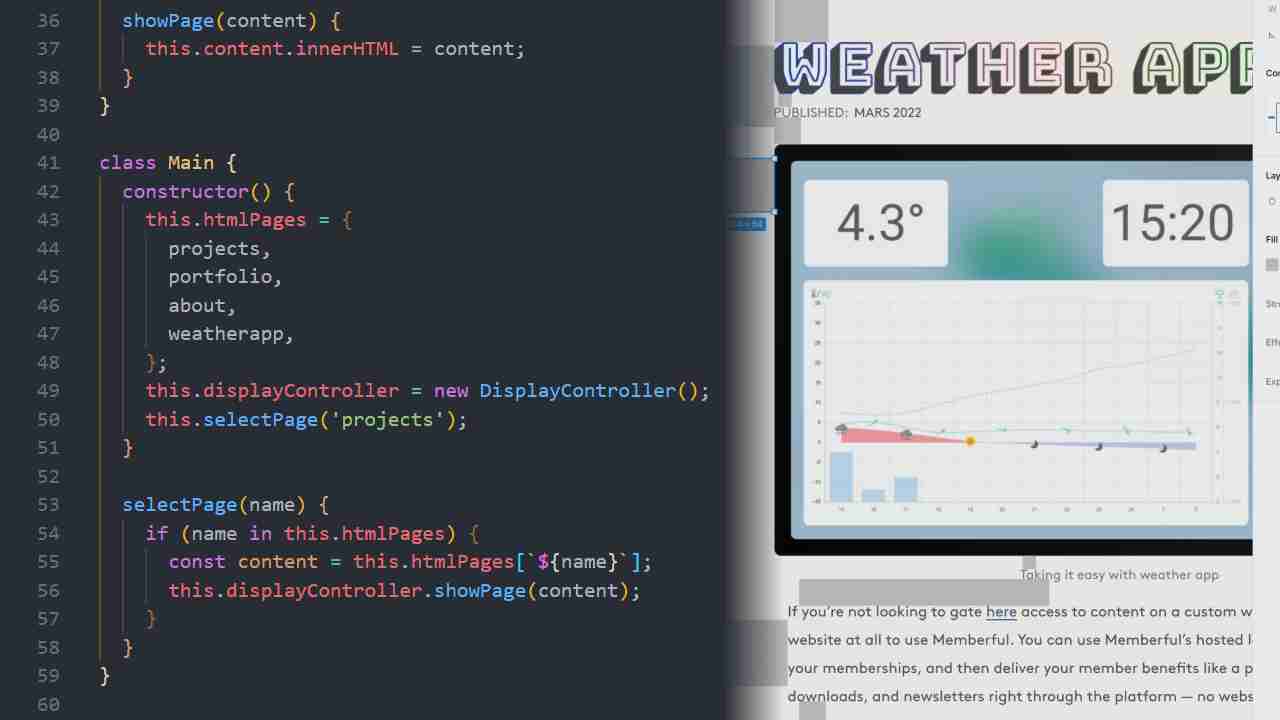 36 showPage(content) {
37 this.content.innerHTML = content;
38 }
39 }
40
41 class Main {
42 constructor() {
43 this.htmlPages = {
44 projects,
45 portfolio,
46 about,
47 weatherapp,
48 };
49 this.displayController = new DisplayController();
50 this.selectPage('projects');
51 }
52
53 selectPage(name) {
54 if (name in this.htmlPages) {
55 const content = this.htmlPages[`${name}`];
56 this.displayController.showPage(content);
57 }
58 }
59 }
60
WEATHER APP
PUBLISHED: MARS 2022
4.3°
15:20
Taking it easy with weather app
If you're not looking to gate here access to content on a custom w
website at all to use Memberful. You can use Memberful's hosted l
your memberships, and then deliver your member benefits like a p
downloads, and newsletters right through the platform — no webs
W
Con
Lay
Fill
Stro
Effe
Exp